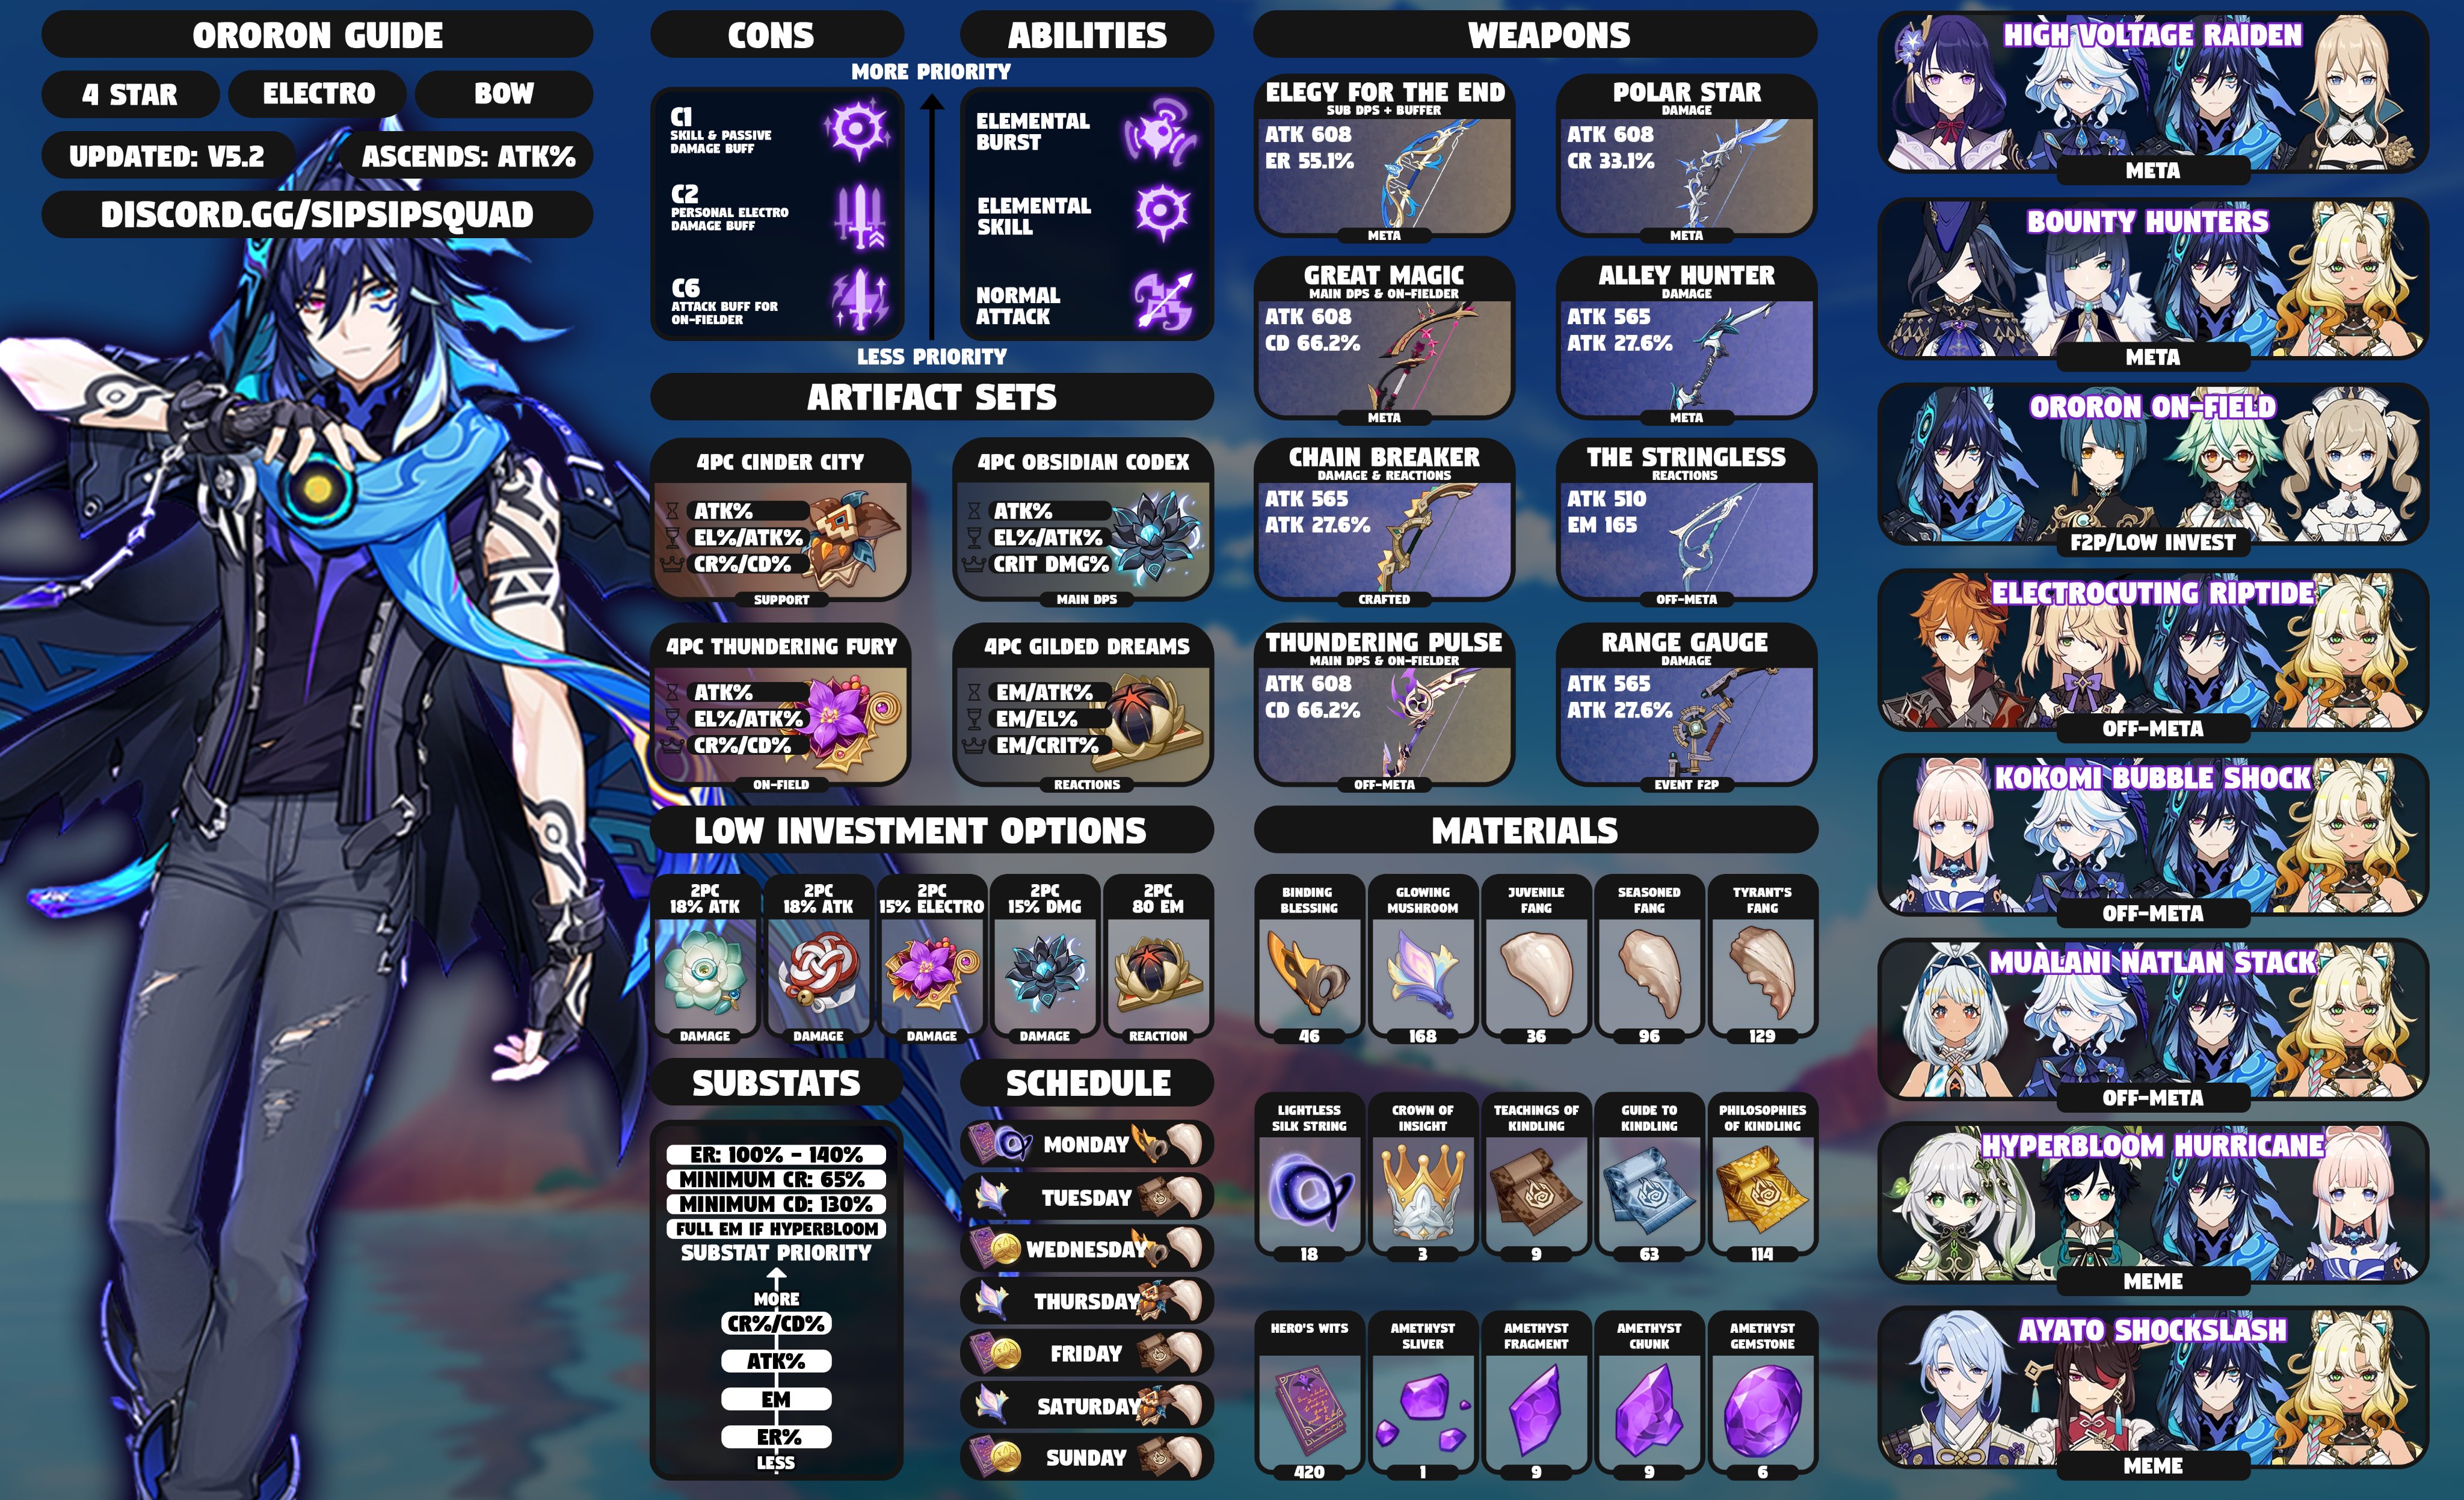 ORORON GUIDE
4 STAR
ELECTRO
BOW
UPDATED: V5.2
ASCENDS: ATK%
DISCORD.GG/SIPSIPSQUAD
CONS
ABILITIES
MORE PRIORITY
C1
SKILL & PASSIVE
DAMAGE BUFF
C2
PERSONAL ELECTRO
DAMAGE BUFF
C6
ATTACK BUFF FOR
ON-FIELDER
ELEMENTAL
BURST
ELEMENTAL
SKILL
NORMAL
ATTACK
LESS PRIORITY
ARTIFACT SETS
4PC CINDER CITY
ATK%
EL%/ATK%
CR%/CD%
SUPPORT
4PC OBSIDIAN CODEX
ATK%
EL%/ATK%
CRIT DMG%
MAIN DPS
4PC THUNDERING FURY
ATK%
EL%/ATK%
CR%/CD%
ON-FIELD
4PC GILDED DREAMS
EM/ATK%
EM/EL%
EM/CRIT%
REACTIONS
LOW INVESTMENT OPTIONS
2PC
18% ATK
DAMAGE
2PC
18% ATK
DAMAGE
2PC
15% ELECTRO
DAMAGE
2PC
15% DMG
DAMAGE
2PC
80 EM
REACTION
SUBSTATS
ER: 100% - 140%
MINIMUM CR: 65%
MINIMUM CD: 130%
FULL EM IF HYPERBLOOM
SUBSTAT PRIORITY
MORE
CR%/CD%
ATK%
EM
ER%
LESS
SCHEDULE
MONDAY
TUESDAY
WEDNESDAY
THURSDAY
FRIDAY
SATURDAY
SUNDAY
WEAPONS
ELEGY FOR THE END
SUB DPS + BUFFER
ATK 608
ER 55.1%
META
POLAR STAR
DAMAGE
ATK 608
CR 33.1%
META
GREAT MAGIC
MAIN DPS & ON-FIELDER
ATK 608
CD 66.2%
META
ALLEY HUNTER
DAMAGE
ATK 565
ATK 27.6%
META
CHAIN BREAKER
DAMAGE & REACTIONS
ATK 565
ATK 27.6%
CRAFTED
THE STRINGLESS
REACTIONS
ATK 510
EM 165
OFF-META
THUNDERING PULSE
MAIN DPS & ON-FIELDER
ATK 608
CD 66.2%
OFF-META
RANGE GAUGE
DAMAGE
ATK 565
ATK 27.6%
EVENT F2P
MATERIALS
BINDING
BLESSING
46
GLOWING
MUSHROOM
168
JUVENILE
FANG
36
SEASONED
FANG
96
TYRANT'S
FANG
129
LIGHTLESS
SILK STRING
18
CROWN OF
INSIGHT
3
TEACHINGS OF
KINDLING
9
GUIDE TO
KINDLING
63
PHILOSOPHIES
OF KINDLING
114
HERO'S WITS
420
AMETHYST
SLIVER
1
AMETHYST
FRAGMENT
9
AMETHYST
CHUNK
9
AMETHYST
GEMSTONE
6
HIGH VOLTAGE RAIDEN
META
BOUNTY HUNTERS
META
ORORON ON-FIELD
F2P/LOW INVEST
ELECTROCUTING RIPTIDE
OFF-META
KOKOMI BUBBLE SHOCK
OFF-META
MUALANI NATLAN STACK
OFF-META
HYPERBLOOM HURRICANE
MEME
AYATO SHOCKSLASH
MEME